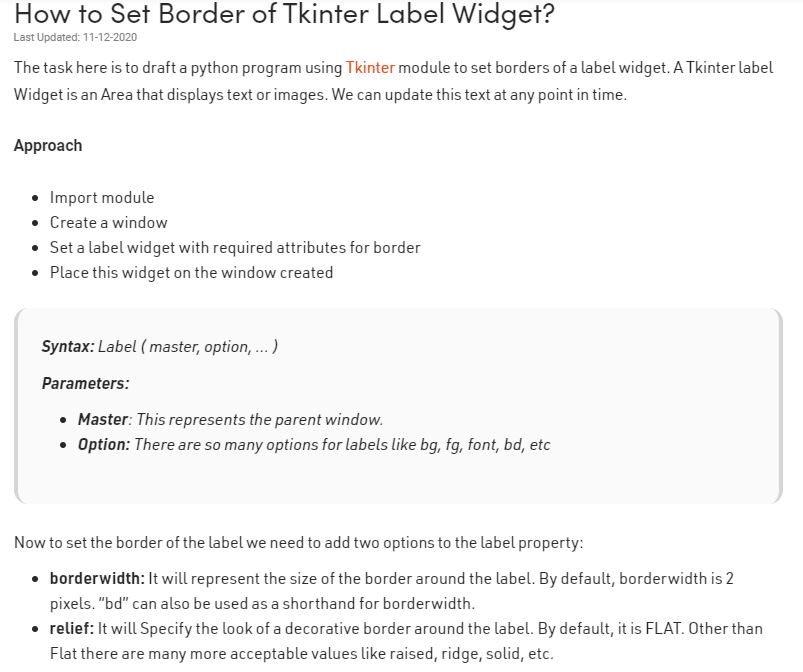 How to Set Border of Tkinter Label Widget?
Last Updated: 11-12-2020
The task here is to draft a python program using Tkinter module to set borders of a label widget. A Tkinter label
Widget is an Area that displays text or images. We can update this text at any point in time.
Approach
• Import module
• Create a window
• Set a label widget with required attributes for border
• Place this widget on the window created
Syntax: Label ( master, option, … )
Parameters:
• Master: This represents the parent window.
• Option: There are so many options for labels like bg, fg, font, bd, etc
Now to set the border of the label we need to add two options to the label property:
• borderwidth: It will represent the size of the border around the label. By default, borderwidth is 2
pixels. "bd" can also be used as a shorthand for borderwidth.
• relief: It will Specify the look of a decorative border around the label. By default, it is FLAT. Other than
Flat there are many more acceptable values like raised, ridge, solid, etc.